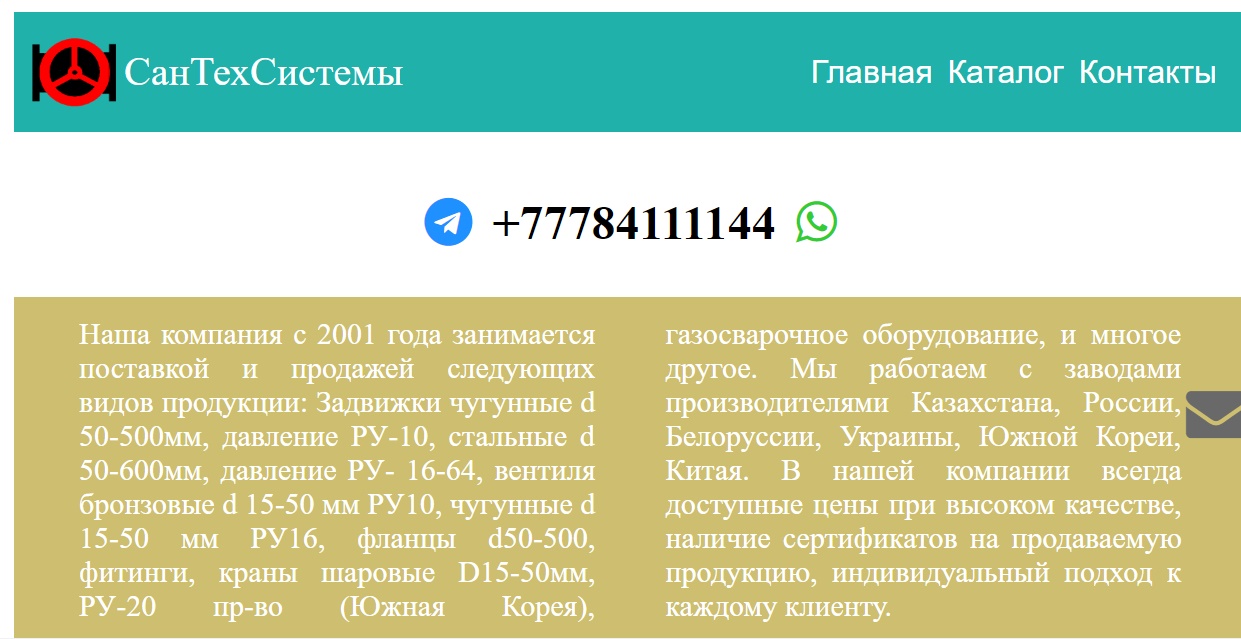 СанТехСистемы
Главная Каталог Контакты
+77784111144
Наша компания с 2001 года занимается
поставкой и продажей следующих
видов продукции: Задвижки чугунные d
50-500мм, давление РУ-10, стальные d
50-600мм, давление РУ- 16-64, вентиля
бронзовые d 15-50 мм РУ10, чугунные d
15-50 мм РУ16, фланцы d50-500,
фитинги, краны шаровые D15-50мм,
РУ-20 пр-во (Южная Корея),
газосварочное оборудование, и многое
другое. Мы работаем с заводами
производителями Казахстана, России,
Белоруссии, Украины, Южной Кореи,
Китая. В нашей компании всегда
доступные цены при высоком качестве,
наличие сертификатов на продаваемую
продукцию, индивидуальный подход к
каждому клиенту.